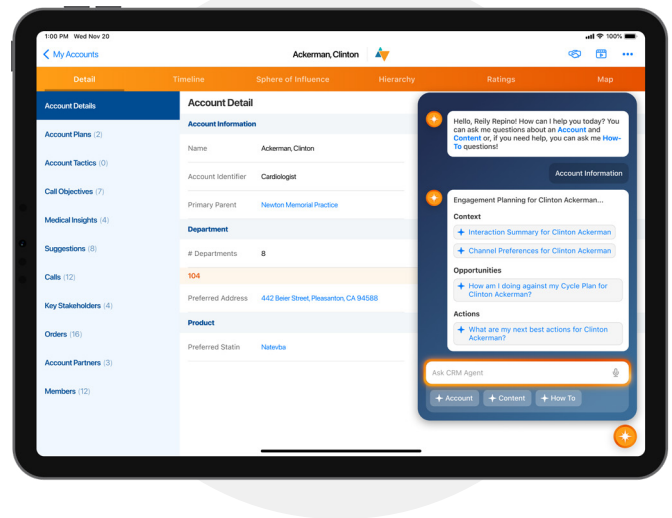 1:00 PM Wed Nov 20
100%
My Accounts
Ackerman, Clinton
Detail
Timeline
Sphere of Influence
Hierarchy
Ratings
Map
Account Details
Account Plans (2)
Account Tactics (0)
Call Objectives (7)
Medical Insights (4)
Suggestions (8)
Calls (12)
Key Stakeholders (4)
Orders (16)
Account Partners (3)
Members (12)
Account Detail
Account Information
Name Ackerman, Clinton
Account Identifier Cardiologist
Primary Parent Newton Memorial Practice
Department
# Departments 8
104
Preferred Address 442 Beier Street, Pleasanton, CA 94588
Product
Preferred Statin Natevba
Hello, Reily Repino! How can I help you today? You
can ask me questions about an Account and
Content or, if you need help, you can ask me How-
To questions!
Account Information
Engagement Planning for Clinton Ackerman...
Context
Interaction Summary for Clinton Ackerman
Channel Preferences for Clinton Ackerman
Opportunities
How am I doing against my Cycle Plan for
Clinton Ackerman?
Actions
What are my next best actions for Clinton
Ackerman?
Ask CRM Agent
Account
Content
How To